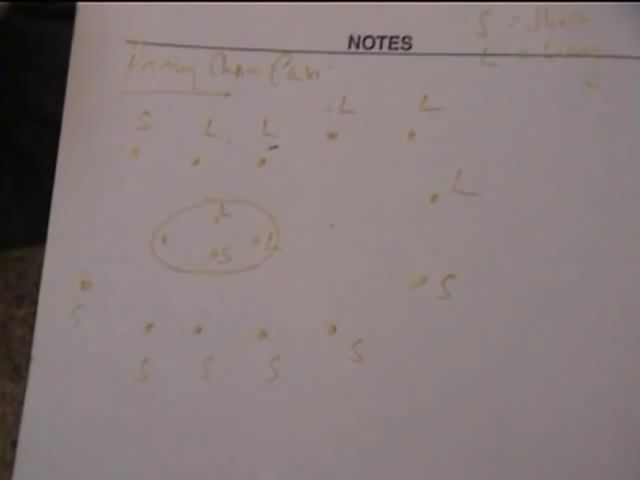 S = Short
NOTES
L = Long
S L L L L
L
L
S L
S
S
S S S S